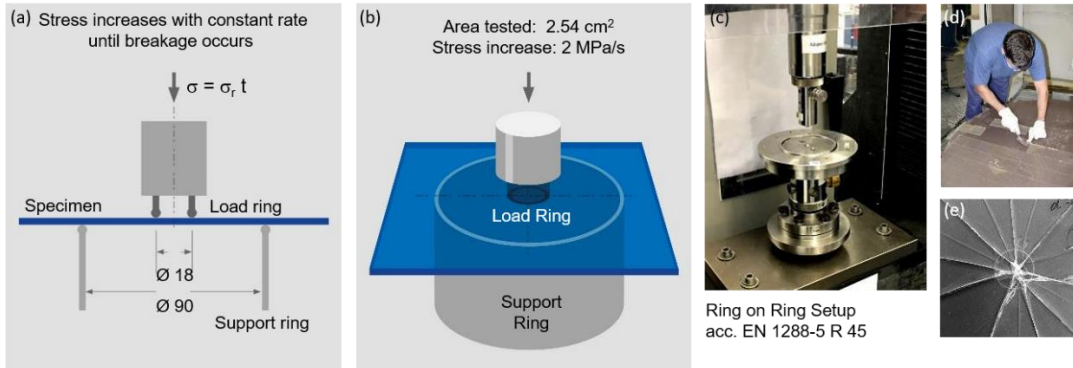 (a)
Stress increases with constant rate
until breakage occurs
σ = σᵣ t
Specimen
Load ring
Ø 18
Ø 90
Support ring
(b)
Area tested: 2.54 cm²
Stress increase: 2 MPa/s
Load Ring
Support
Ring
(c)
Ring on Ring Setup
acc. EN 1288-5 R 45
(d)
(e)